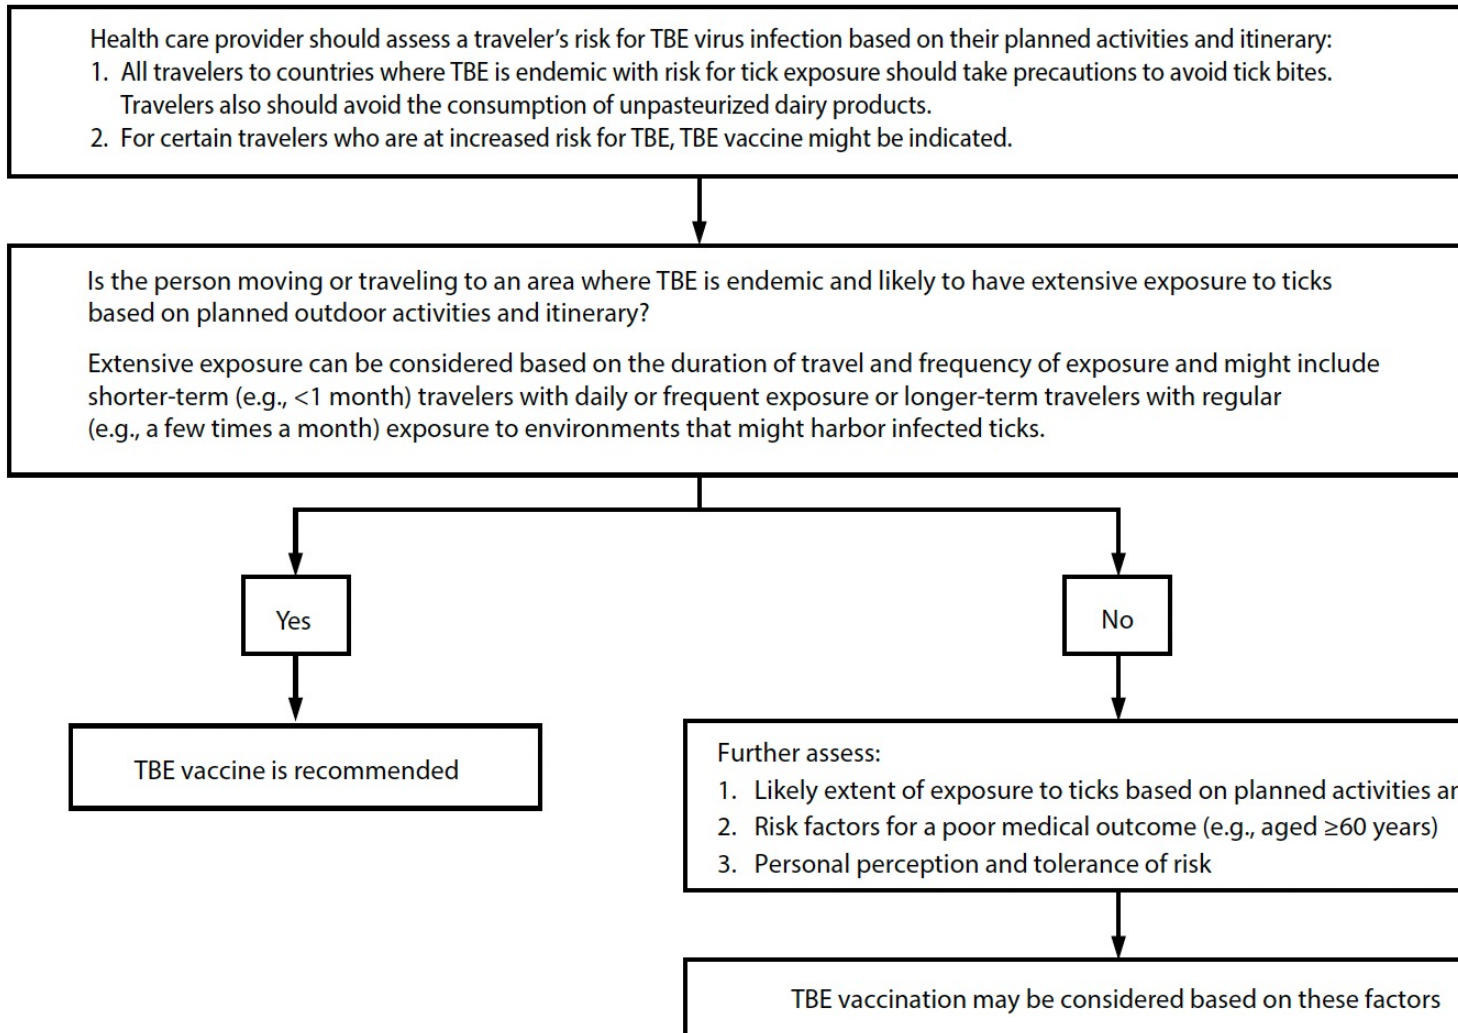 Health care provider should assess a traveler's risk for TBE virus infection based on their planned activities and itinerary:
1. All travelers to countries where TBE is endemic with risk for tick exposure should take precautions to avoid tick bites.
Travelers also should avoid the consumption of unpasteurized dairy products.
2. For certain travelers who are at increased risk for TBE, TBE vaccine might be indicated.
Is the person moving or traveling to an area where TBE is endemic and likely to have extensive exposure to ticks
based on planned outdoor activities and itinerary?
Extensive exposure can be considered based on the duration of travel and frequency of exposure and might include
shorter-term (e.g., <1 month) travelers with daily or frequent exposure or longer-term travelers with regular
(e.g., a few times a month) exposure to environments that might harbor infected ticks.
Yes
No
TBE vaccine is recommended
Further assess:
1. Likely extent of exposure to ticks based on planned activities
2. Risk factors for a poor medical outcome (e.g., aged ≥60 years)
3. Personal perception and tolerance of risk
TBE vaccination may be considered based on these factors